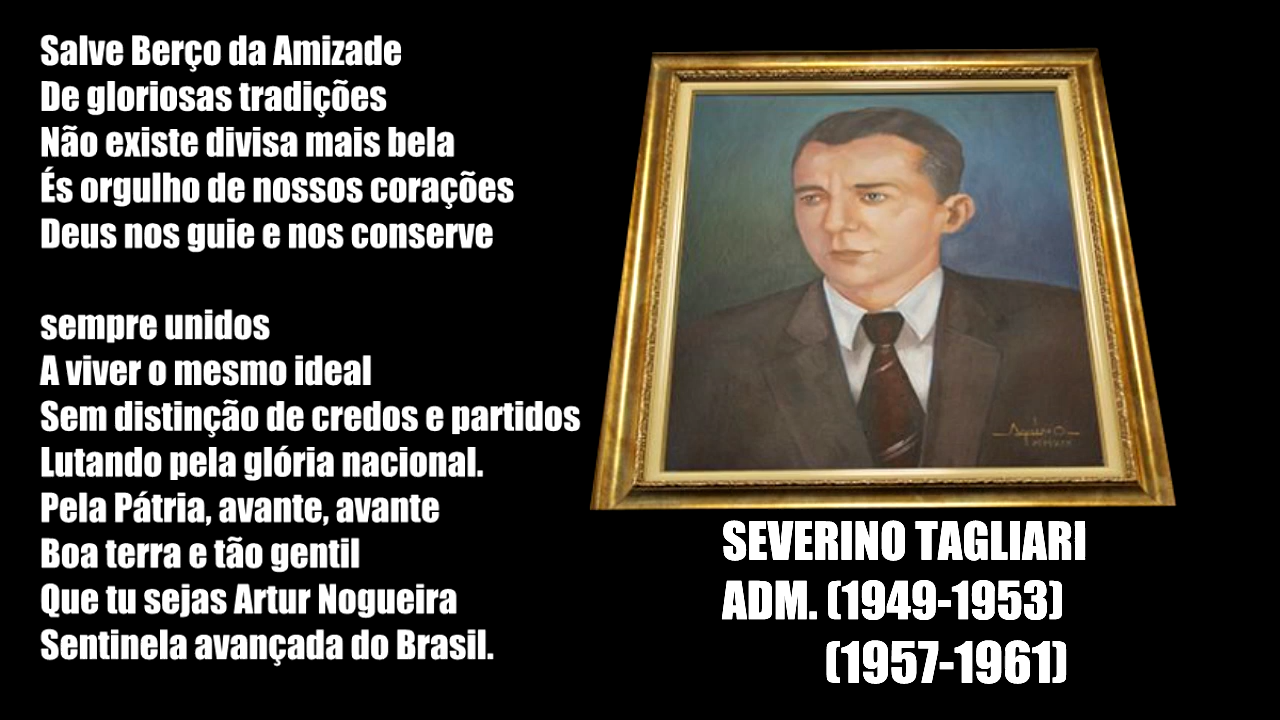 Salve Berço da Amizade
De gloriosas tradições
Não existe divisa mais bela
És orgulho de nossos corações
Deus nos guie e nos conserve
sempre unidos
A viver o mesmo ideal
Sem distinção de credos e partidos
Lutando pela glória nacional.
Pela Pátria, avante, avante
Boa terra e tão gentil
Que tu sejas Artur Nogueira
Sentinela avançada do Brasil.
SEVERINO TAGLIARI
ADM. (1949-1953)
(1957-1961)